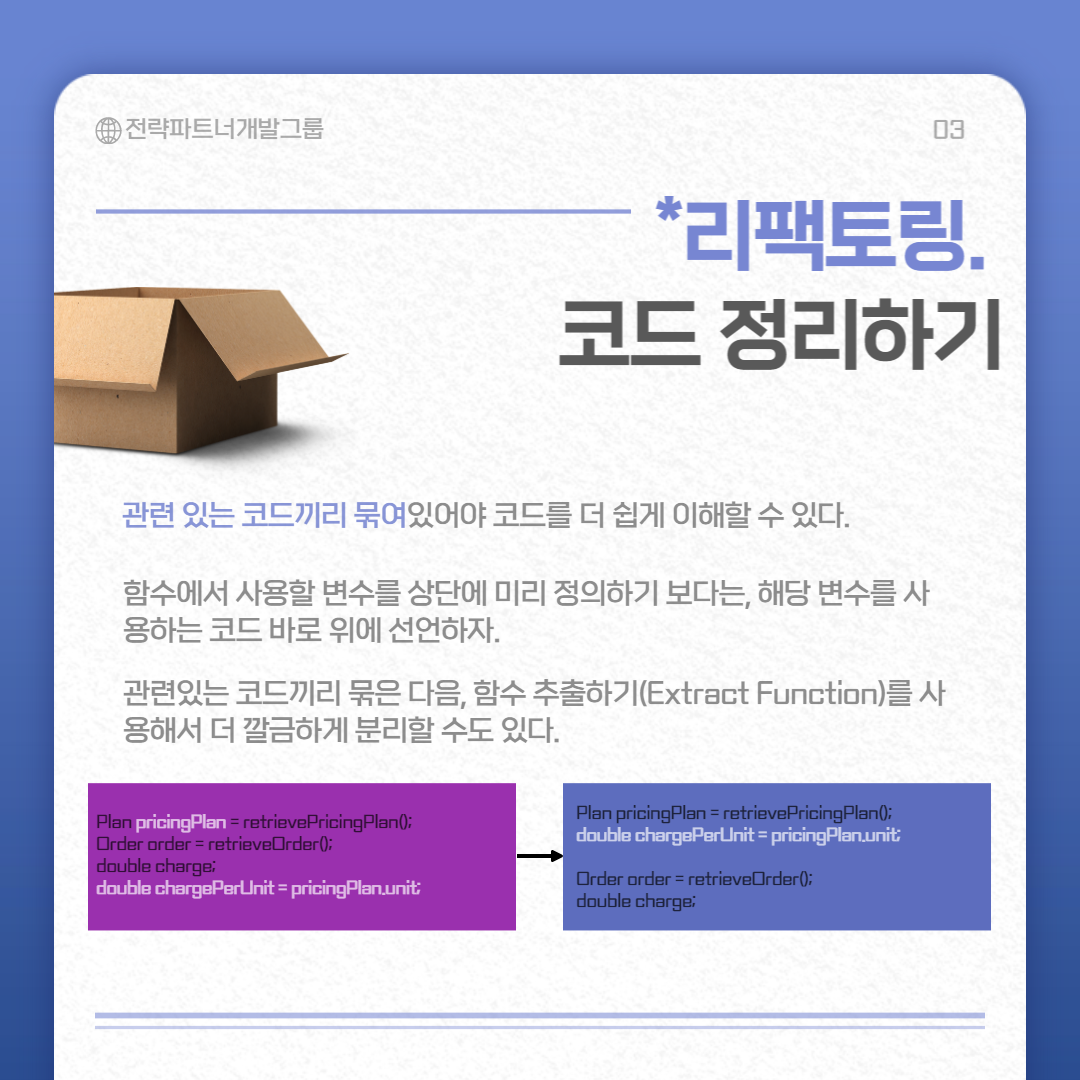 전략파트너개발그룹
03
*리팩토링.
코드 정리하기
관련 있는 코드끼리 묶여있어야 코드를 더 쉽게 이해할 수 있다.
함수에서 사용할 변수를 상단에 미리 정의하기 보다는, 해당 변수를 사
용하는 코드 바로 위에 선언하자.
관련있는 코드끼리 묶은 다음, 함수 추출하기(Extract Function)를 사
용해서 더 깔금하게 분리할 수도 있다.
Plan pricingPlan = retrievePricingPlan();
Order order = retrieveOrder();
double charge;
double chargePerUnit = pricingPlan.unit;
Plan pricingPlan = retrievePricingPlan();
double chargePerUnit = pricingPlan.unit;
Order order = retrieveOrder();
double charge;